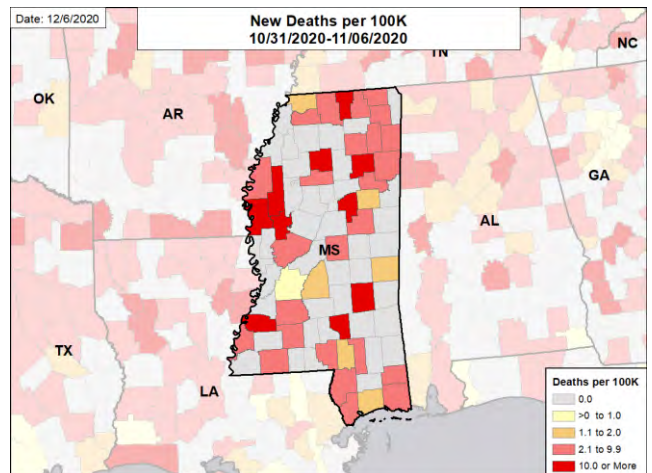 Date: 12/6/2020
New Deaths per 100K
10/31/2020-11/06/2020
TN
NC
OK
AR
GA
AL
MS
TX
LA
Deaths per 100K
0.0
>0 to 1.0
1.1 to 2.0
2.1 to 9.9
10.0 or More